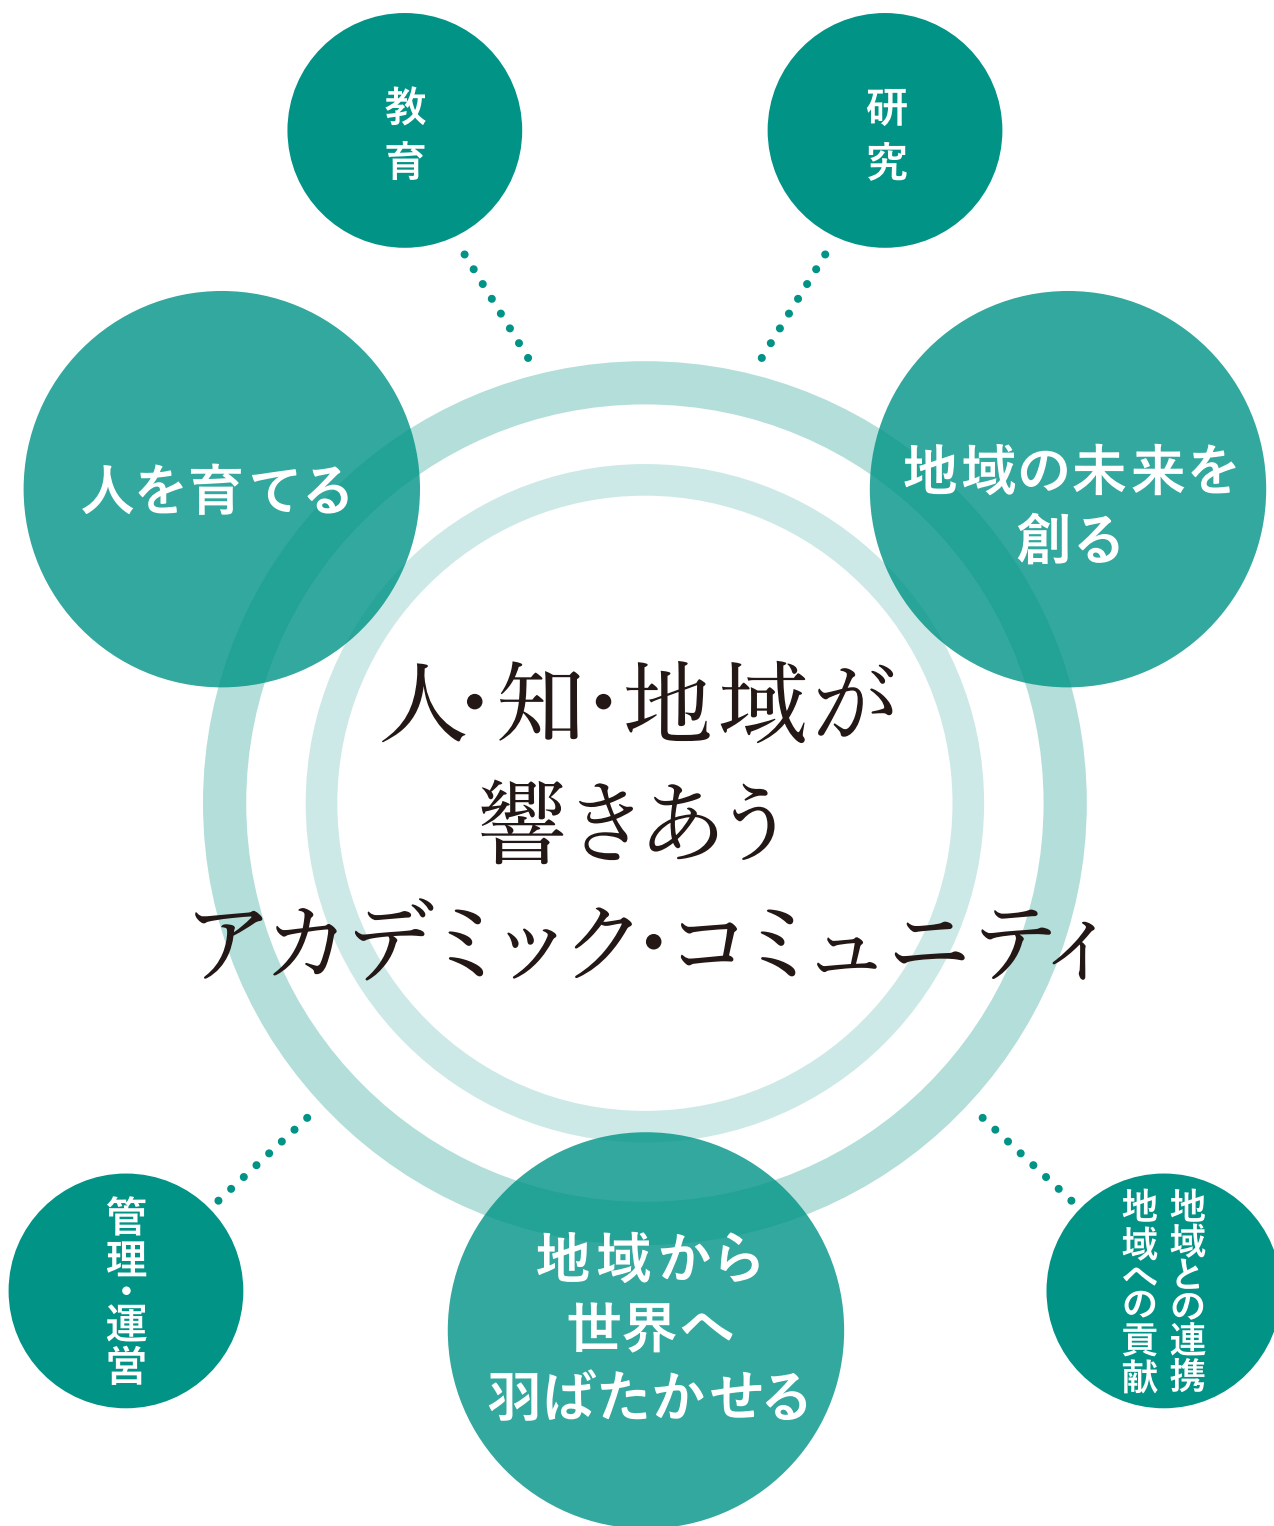 教育
研究
人を育てる
地域の未来を
創る
人・知・地域が
響きあう
アカデミック・コミュニティ
管理・運営
地域から
世界へ
羽ばたかせる
地域との連携
地域への貢献